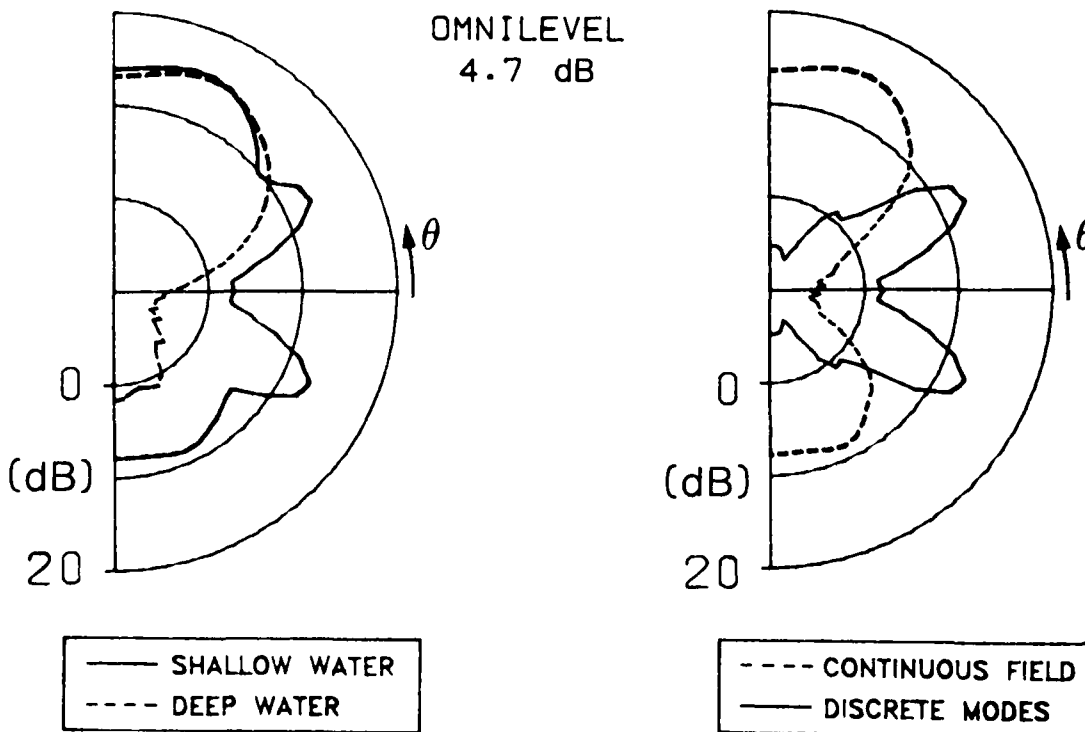 OMNILEVEL
4.7 dB
θ
0
(dB)
20
SHALLOW WATER
DEEP WATER
θ
0
(dB)
20
CONTINUOUS FIELD
DISCRETE MODES